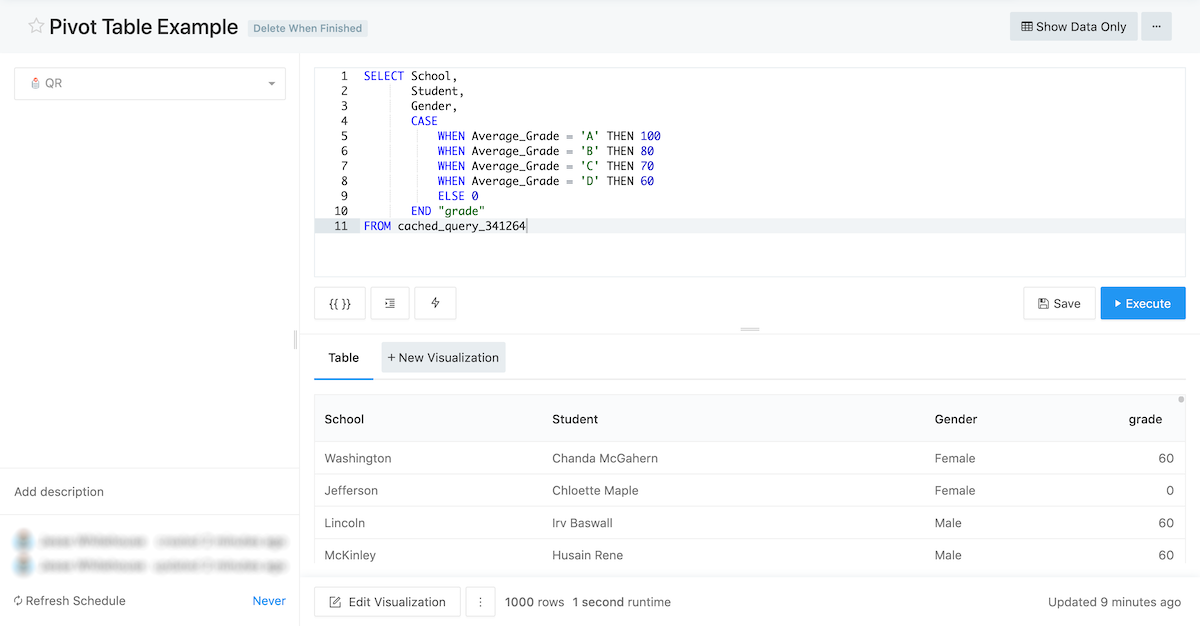 Pivot Table Example Delete When Finished
Show Data Only ...
QR
1 SELECT School,
2 Student,
3 Gender,
4 CASE
5 WHEN Average_Grade = 'A' THEN 100
6 WHEN Average_Grade = 'B' THEN 80
7 WHEN Average_Grade = 'C' THEN 70
8 WHEN Average_Grade = 'D' THEN 60
9 ELSE 0
10 END "grade"
11 FROM cached_query_341264
{{ }}
Save Execute
Table + New Visualization
School Student Gender grade
Washington Chanda McGahern Female 60
Jefferson Chloette Maple Female 0
Lincoln Irv Baswall Male 60
McKinley Husain Rene Male 60
Add description
Refresh Schedule Never
Edit Visualization 1000 rows 1 second runtime Updated 9 minutes ago